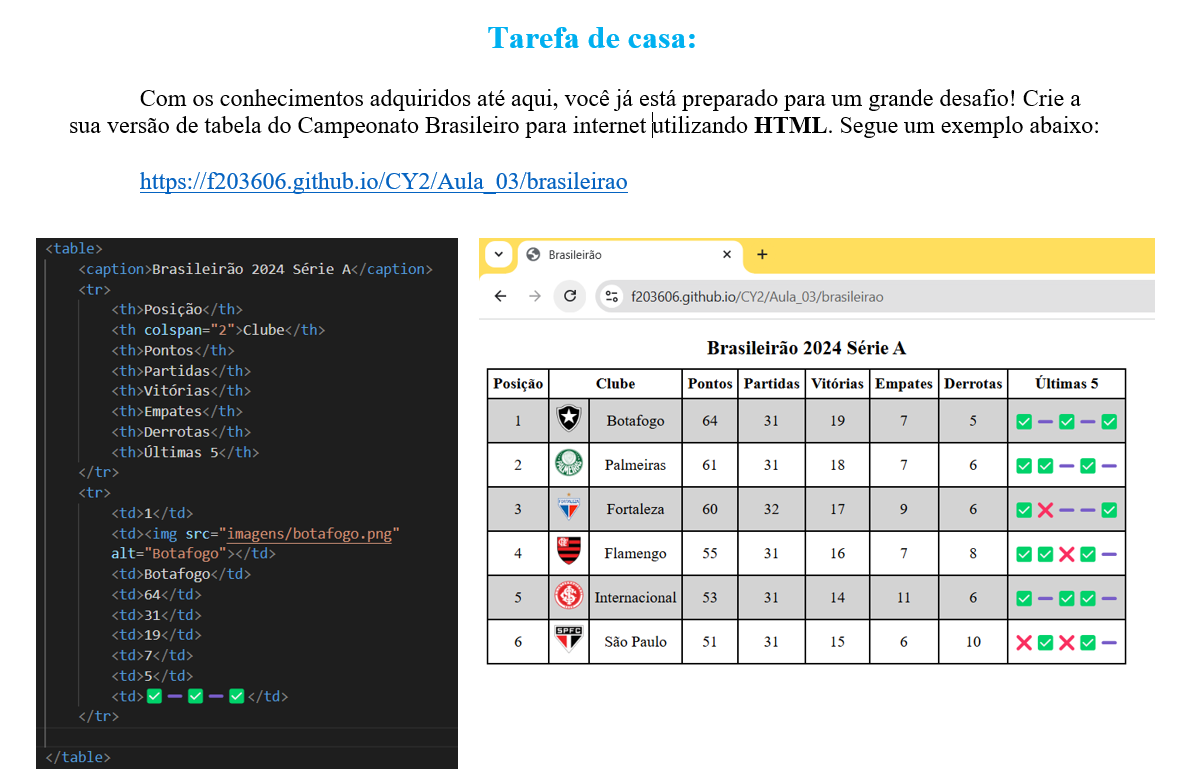 Tarefa de casa:
Com os conhecimentos adquiridos até aqui, você já está preparado para um grande desafio! Crie a
sua versão de tabela do Campeonato Brasileiro para internet utilizando HTML. Segue um exemplo abaixo:
https://f203606.github.io/CY2/Aula_03/brasileirao
<table>
<caption>Brasileirão 2024 Série A</caption>
<tr>
<th>Posição</th>
<th colspan="2">Clube</th>
<th>Pontos</th>
<th>Partidas</th>
<th>Vitórias</th>
<th>Empates</th>
<th>Derrotas</th>
<th>Últimas 5</th>
</tr>
<tr>
<td>1</td>
<td><img src="imagens/botafogo.png"
alt="Botafogo"></td>
<td>Botafogo</td>
<td>64</td>
<td>31</td>
<td>19</td>
<td>7</td>
<td>5</td>
<td>✅➖✅➖✅</td>
</tr>
</table>
Brasileirão
f203606.github.io/CY2/Aula_03/brasileirao
Brasileirão 2024 Série A
Posição Clube Pontos Partidas Vitórias Empates Derrotas Últimas 5
1 Botafogo 64 31 19 7 5 ✅➖✅➖✅
2 PALMEIRAS Palmeiras 61 31 18 7 6 ✅✅➖✅➖
3 FORTALEZA Fortaleza 60 32 17 9 6 ✅❌➖➖✅
4 Flamengo 55 31 16 7 8 ✅✅❌✅➖
5 Internacional 53 31 14 11 6 ✅➖✅✅➖
6 SPFC São Paulo 51 31 15 6 10 ❌✅❌✅➖